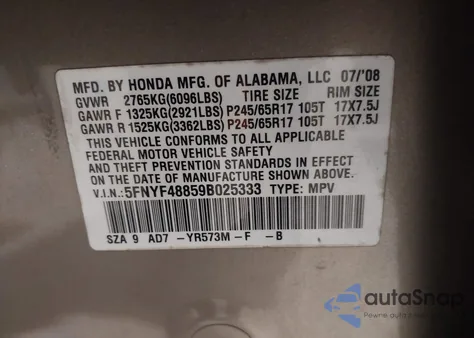 MFD. BY HONDA MFG. OF ALABAMA, LLC 07/'08
GVWR 2765KG(6096LBS) TIRE SIZE RIM SIZE
GAWR F 1325KG(2921LBS) P245/65R17 105T 17X7.5J
GAWR R 1525KG(3362LBS) P245/65R17 105T 17X7.5J
THIS VEHICLE CONFORMS TO ALL APPLICABLE
FEDERAL MOTOR VEHICLE SAFETY
AND THEFT PREVENTION STANDARDS IN EFFECT
ON THE DATE OF MANUFACTURE SHOWN ABOVE.
V.I.N.: 5FNYF48859B025333 TYPE: MPV
SZA 9 AD7 -YR573M-F -B
autoSnap
Pewne auto z